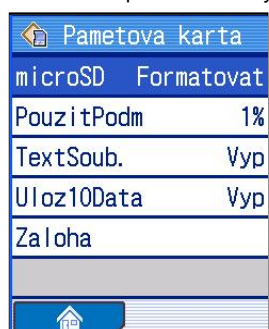 Pametova karta
microSD Formatovat
PouzitPodm 1%
TextSoub. Vyp
Uloz10Data Vyp
Zaloha